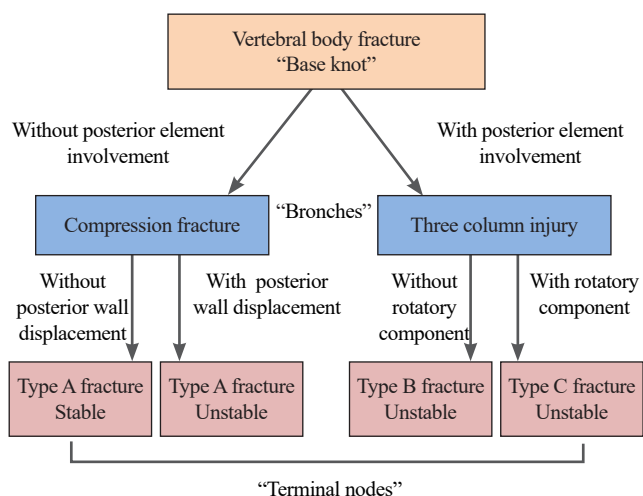 Vertebral body fracture
“Base knot”
Without posterior element
involvement
With posterior element
involvement
Compression fracture
“Bronches”
Three column injury
Without
posterior wall
displacement
With posterior
wall displacement
Without
rotatory
component
With rotatory
component
Type A fracture
Stable
Type A fracture
Unstable
Type B fracture
Unstable
Type C fracture
Unstable
“Terminal nodes”